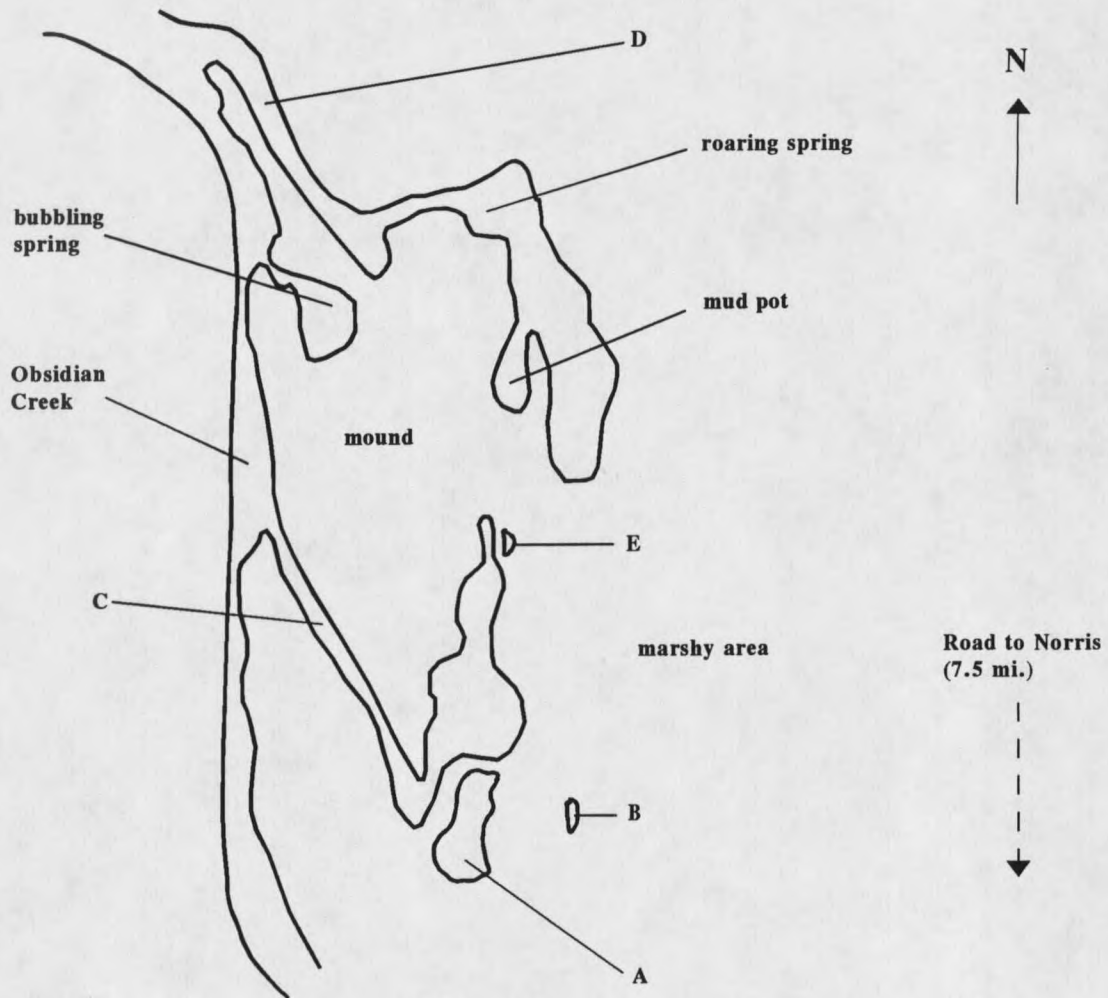 D
N
roaring spring
bubbling
spring
mud pot
Obsidian
Creek
mound
E
C
marshy area
Road to Norris
(7.5 mi.)
B
A